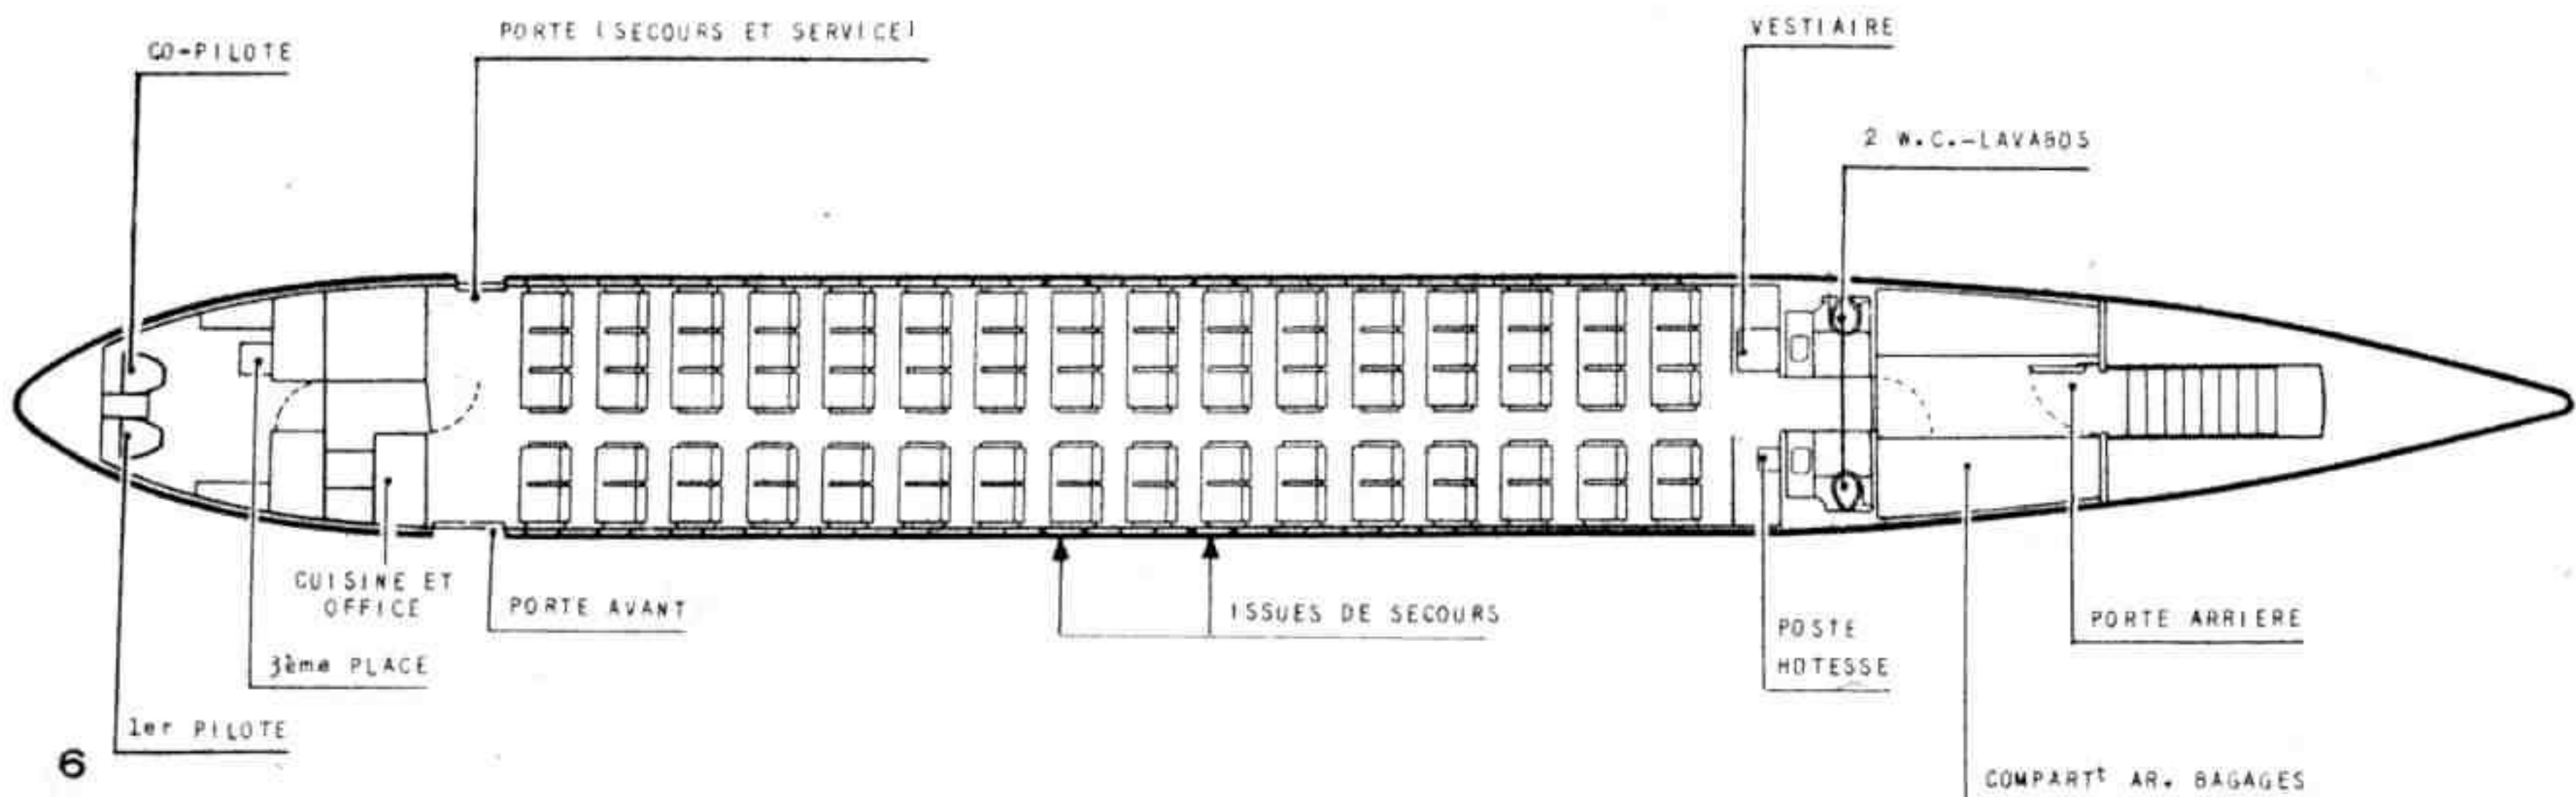 CO-PILOTE
PORTE (SECOURS ET SERVICE)
VESTIAIRE
2 W.C.-LAVABOS
CUISINE ET
OFFICE
3ème PLACE
1er PILOTE
PORTE AVANT
ISSUES DE SECOURS
POSTE
HOTESSE
PORTE ARRIERE
COMPARTt AR. BAGAGES
6